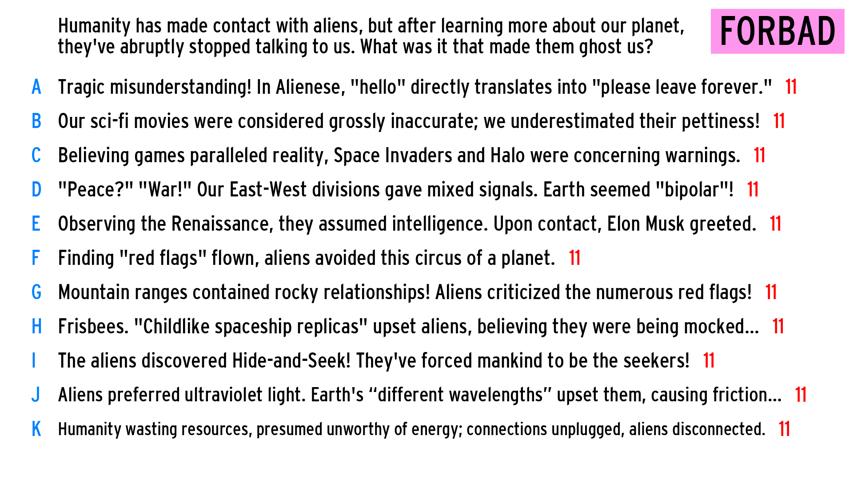 Humanity has made contact with aliens, but after learning more about our planet,
they've abruptly stopped talking to us. What was it that made them ghost us?
FORBAD
A Tragic misunderstanding! In Alienese, "hello" directly translates into "please leave forever." 11
B Our sci-fi movies were considered grossly inaccurate; we underestimated their pettiness! 11
C Believing games paralleled reality, Space Invaders and Halo were concerning warnings. 11
D "Peace?" "War!" Our East-West divisions gave mixed signals. Earth seemed "bipolar"! 11
E Observing the Renaissance, they assumed intelligence. Upon contact, Elon Musk greeted. 11
F Finding "red flags" flown, aliens avoided this circus of a planet. 11
G Mountain ranges contained rocky relationships! Aliens criticized the numerous red flags! 11
H Frisbees. "Childlike spaceship replicas" upset aliens, believing they were being mocked... 11
I The aliens discovered Hide-and-Seek! They've forced mankind to be the seekers! 11
J Aliens preferred ultraviolet light. Earth's “different wavelengths” upset them, causing friction... 11
K Humanity wasting resources, presumed unworthy of energy; connections unplugged, aliens disconnected. 11